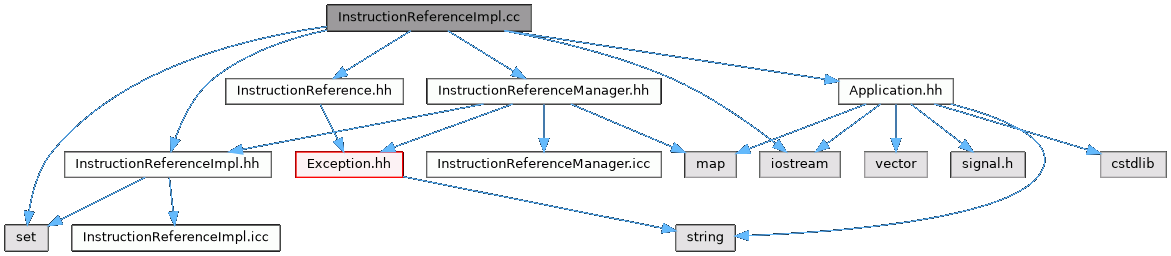 InstructionReferenceImpl.cc
InstructionReference.hh
InstructionReferenceManager.hh
Application.hh
InstructionReferenceImpl.hh
Exception.hh
InstructionReferenceManager.icc
map
iostream
vector
signal.h
cstdlib
set
InstructionReferenceImpl.icc
string